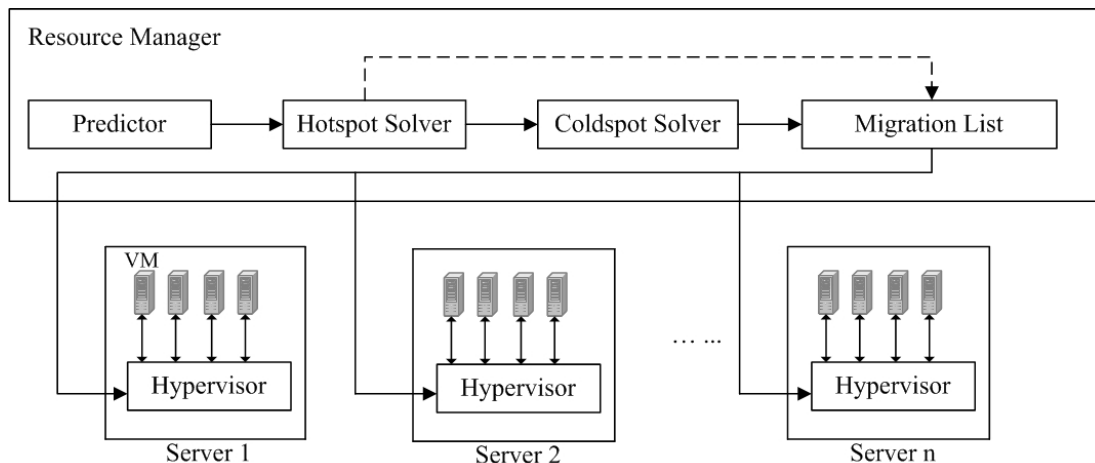 Resource Manager
Predictor
Hotspot Solver
Coldspot Solver
Migration List
VM
Hypervisor
Hypervisor
... ...
Hypervisor
Server 1
Server 2
Server n